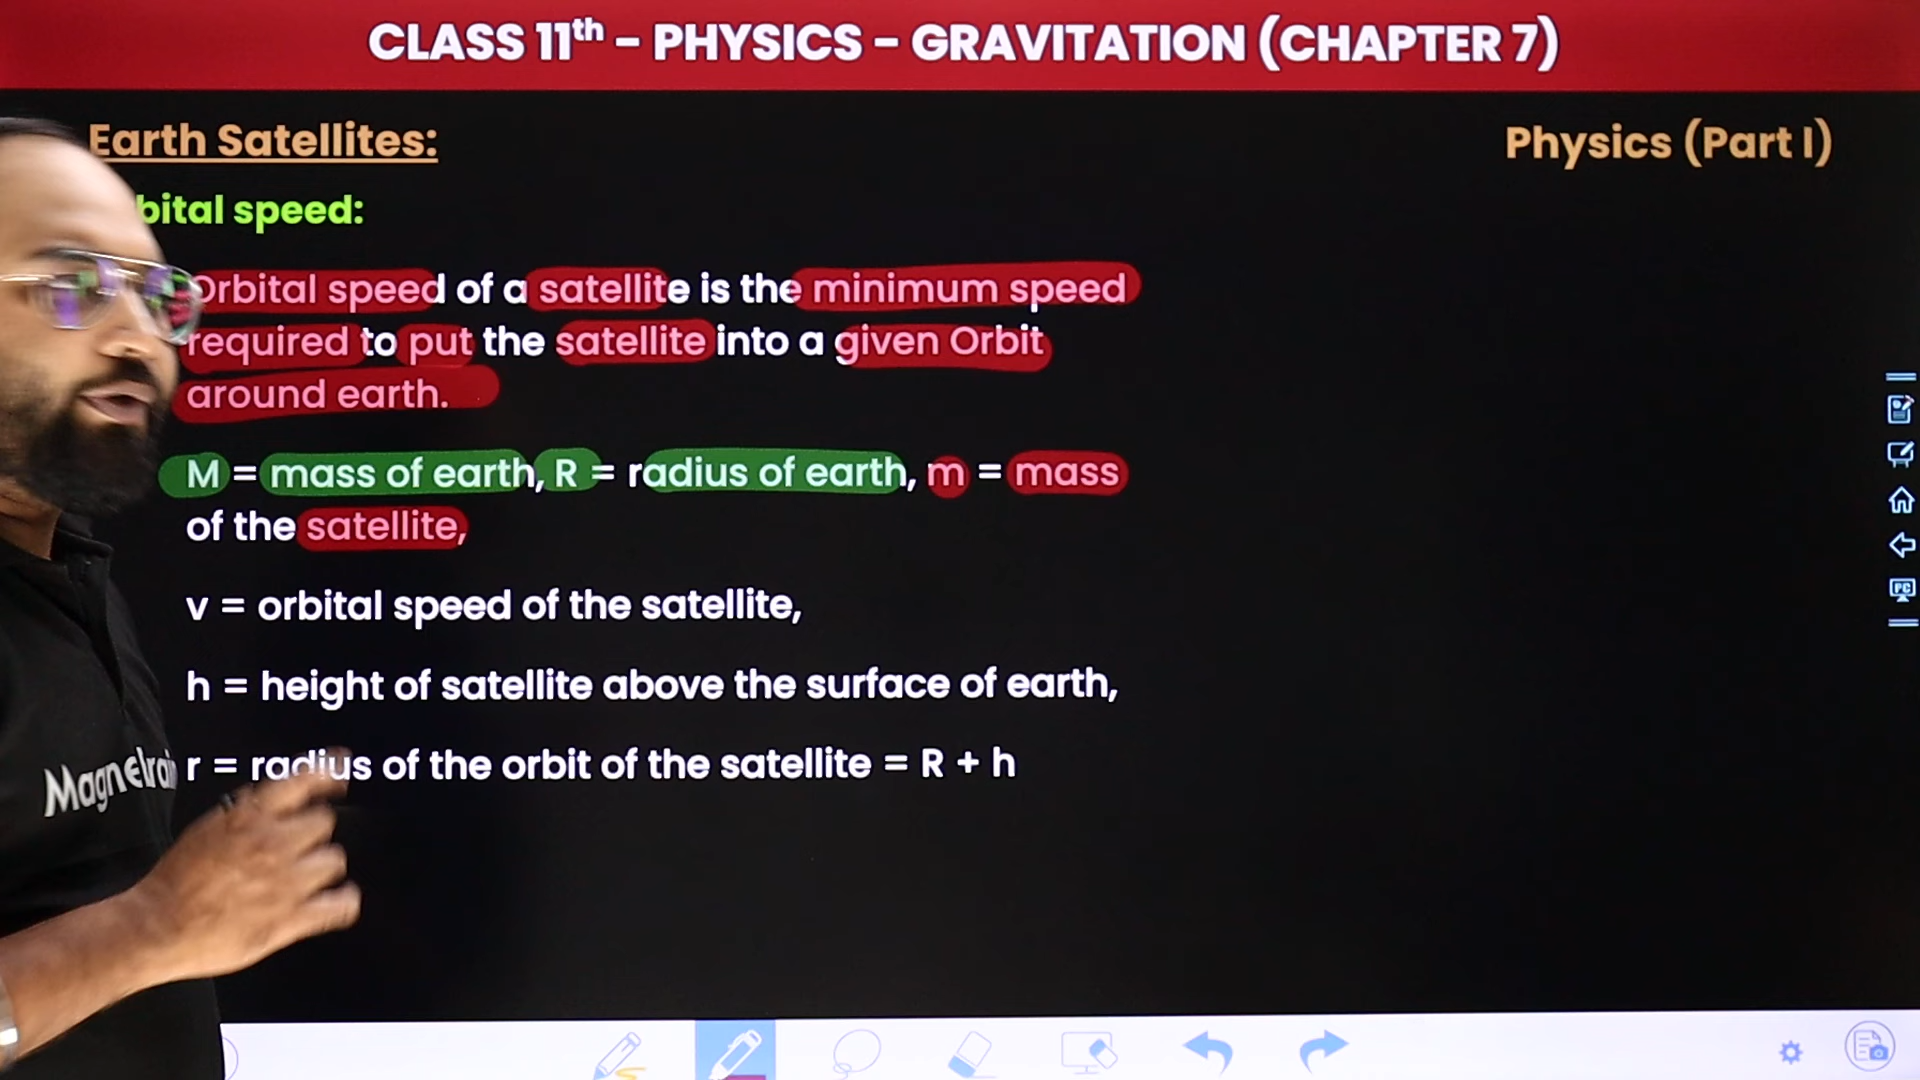 CLASS 11th - PHYSICS - GRAVITATION (CHAPTER 7)
Earth Satellites:
Physics (Part I)
bital speed:
Orbital speed of a satellite is the minimum speed
required to put the satellite into a given Orbit
around earth.
M = mass of earth, R = radius of earth, m = mass
of the satellite,
v = orbital speed of the satellite,
h = height of satellite above the surface of earth,
r = radius of the orbit of the satellite = R + h
Magnet
PC